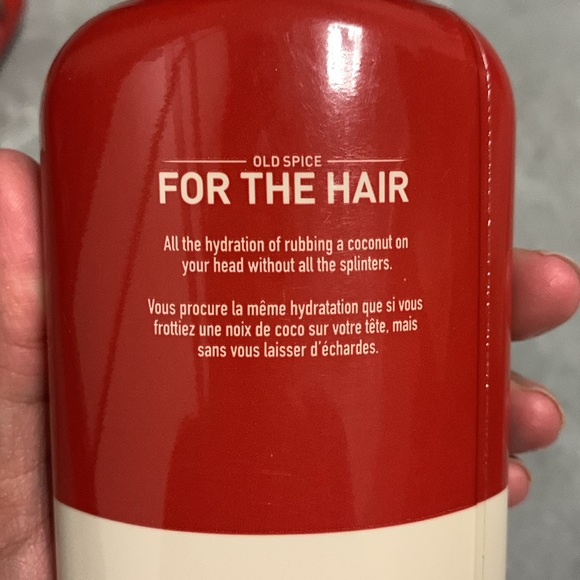 OLD SPICE
FOR THE HAIR
All the hydration of rubbing a coconut on
your head without all the splinters.
Vous procure la même hydratation que si vous
frottiez une noix de coco sur votre tête, mais
sans vous laisser d'échardes.